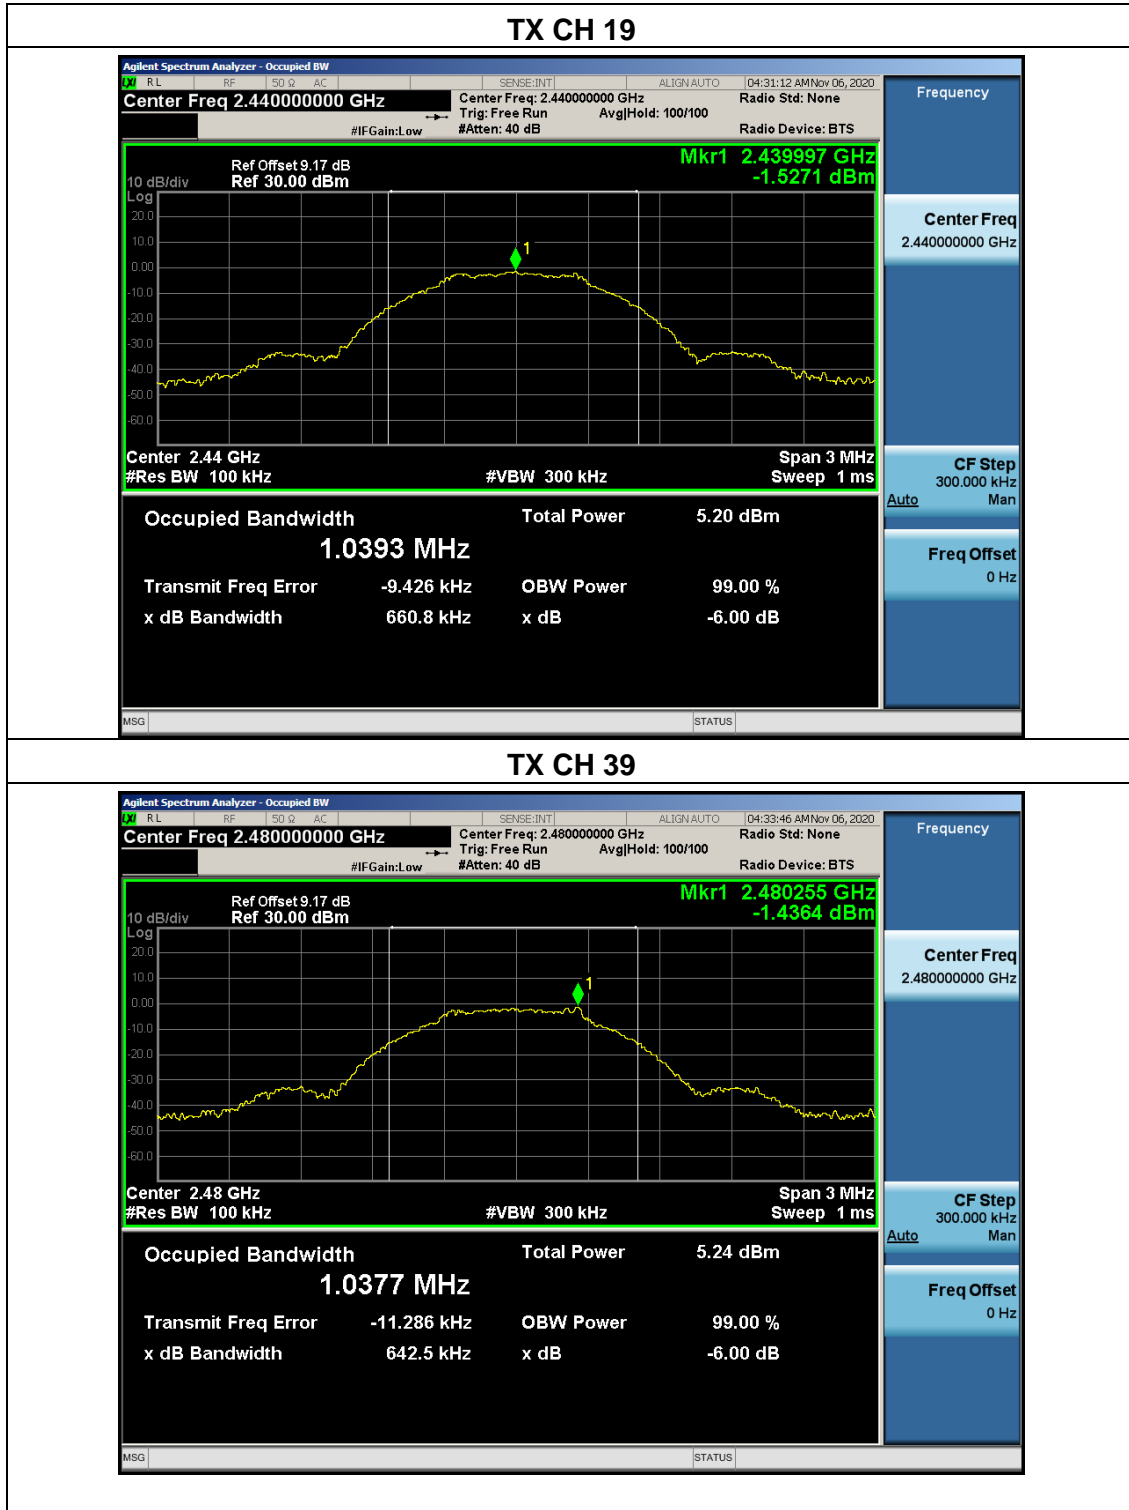 TX CH 19
Agilent Spectrum Analyzer - Occupied BW
LXI RL RF 50 Ω AC SENSE:INT ALIGN AUTO 04:31:12 AM Nov 06, 2020
Center Freq 2.440000000 GHz
Center Freq: 2.440000000 GHz
Radio Std: None
Trig: Free Run Avg|Hold: 100/100
#IFGain:Low #Atten: 40 dB Radio Device: BTS
Frequency
Mkr1 2.439997 GHz
-1.5271 dBm
Ref Offset 9.17 dB
10 dB/div Ref 30.00 dBm
Log
20.0
10.0
0.00
-10.0
-20.0
-30.0
-40.0
-50.0
-60.0
1
Center 2.44 GHz Span 3 MHz
#Res BW 100 kHz #VBW 300 kHz Sweep 1 ms
Center Freq
2.440000000 GHz
CF Step
300.000 kHz
Auto Man
Freq Offset
0 Hz
Occupied Bandwidth Total Power 5.20 dBm
1.0393 MHz
Transmit Freq Error -9.426 kHz OBW Power 99.00 %
x dB Bandwidth 660.8 kHz x dB -6.00 dB
MSG STATUS
TX CH 39
Agilent Spectrum Analyzer - Occupied BW
LXI RL RF 50 Ω AC SENSE:INT ALIGN AUTO 04:33:46 AM Nov 06, 2020
Center Freq 2.480000000 GHz
Center Freq: 2.480000000 GHz
Radio Std: None
Trig: Free Run Avg|Hold: 100/100
#IFGain:Low #Atten: 40 dB Radio Device: BTS
Frequency
Mkr1 2.480255 GHz
-1.4364 dBm
Ref Offset 9.17 dB
10 dB/div Ref 30.00 dBm
Log
20.0
10.0
0.00
-10.0
-20.0
-30.0
-40.0
-50.0
-60.0
1
Center 2.48 GHz Span 3 MHz
#Res BW 100 kHz #VBW 300 kHz Sweep 1 ms
Center Freq
2.480000000 GHz
CF Step
300.000 kHz
Auto Man
Freq Offset
0 Hz
Occupied Bandwidth Total Power 5.24 dBm
1.0377 MHz
Transmit Freq Error -11.286 kHz OBW Power 99.00 %
x dB Bandwidth 642.5 kHz x dB -6.00 dB
MSG STATUS